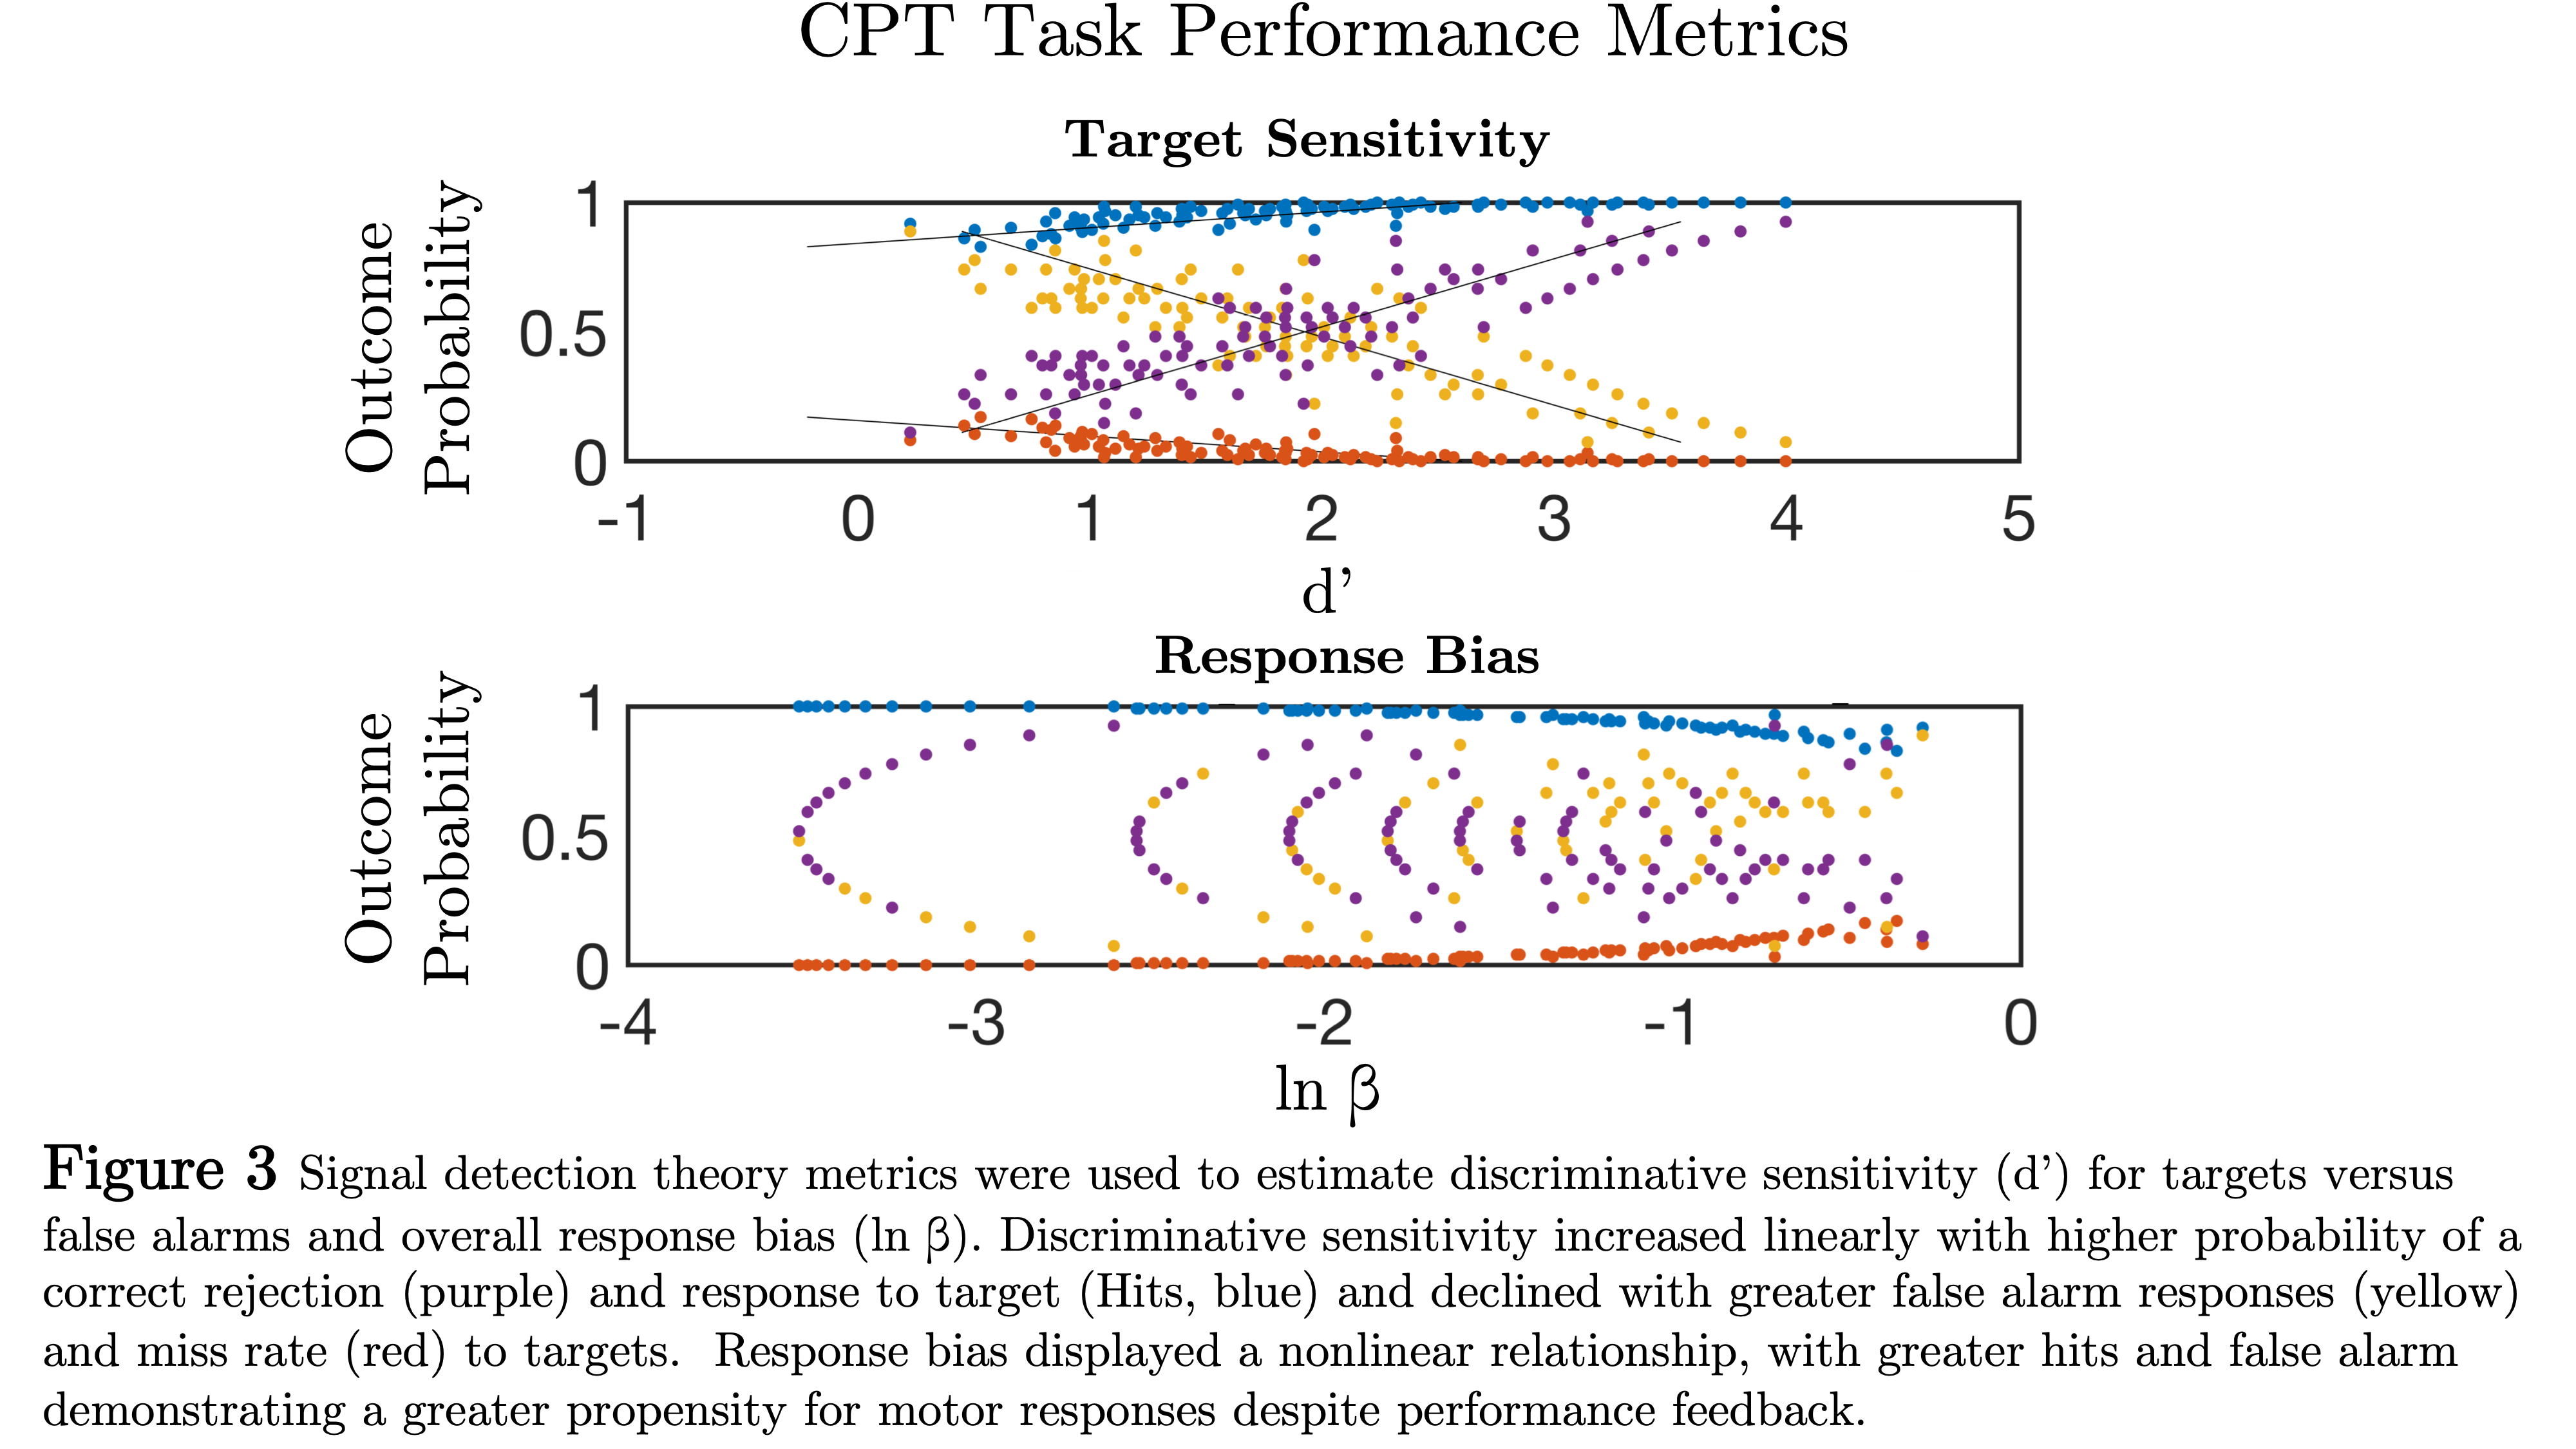 CPT Task Performance Metrics
Target Sensitivity
Outcome
Probability
1
0.5
0
-1 0 1 2 3 4 5
d'
Response Bias
Outcome
Probability
1
0.5
0
-4 -3 -2 -1 0
ln β
Figure 3 Signal detection theory metrics were used to estimate discriminative sensitivity (d') for targets versus
false alarms and overall response bias (ln β). Discriminative sensitivity increased linearly with higher probability of a
correct rejection (purple) and response to target (Hits, blue) and declined with greater false alarm responses (yellow)
and miss rate (red) to targets.  Response bias displayed a nonlinear relationship, with greater hits and false alarm
demonstrating a greater propensity for motor responses despite performance feedback.